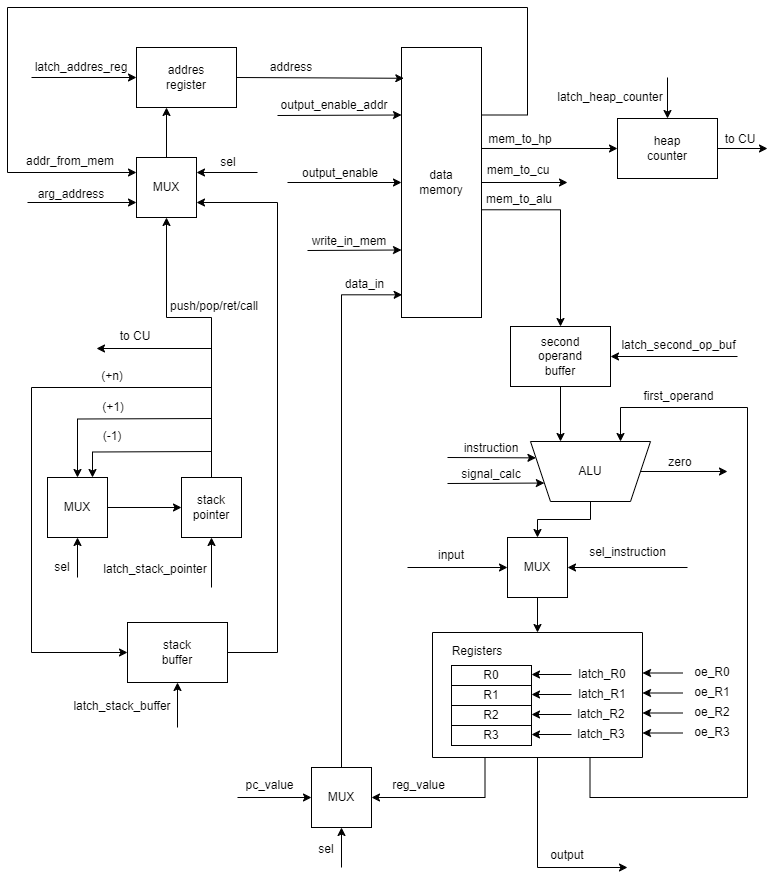 latch_addres_reg
addres
register
address
output_enable_addr
latch_heap_counter
addr_from_mem
MUX
sel
arg_address
output_enable
data
memory
mem_to_hp
mem_to_cu
mem_to_alu
heap
counter
to CU
write_in_mem
data_in
push/pop/ret/call
to CU
(+n)
(+1)
(-1)
second
operand
buffer
latch_second_op_buf
first_operand
instruction
signal_calc
ALU
zero
MUX
stack
pointer
sel
latch_stack_pointer
input
MUX
sel_instruction
stack
buffer
latch_stack_buffer
Registers
R0
latch_R0
oe_R0
R1
latch_R1
oe_R1
R2
latch_R2
oe_R2
R3
latch_R3
oe_R3
pc_value
MUX
reg_value
sel
output